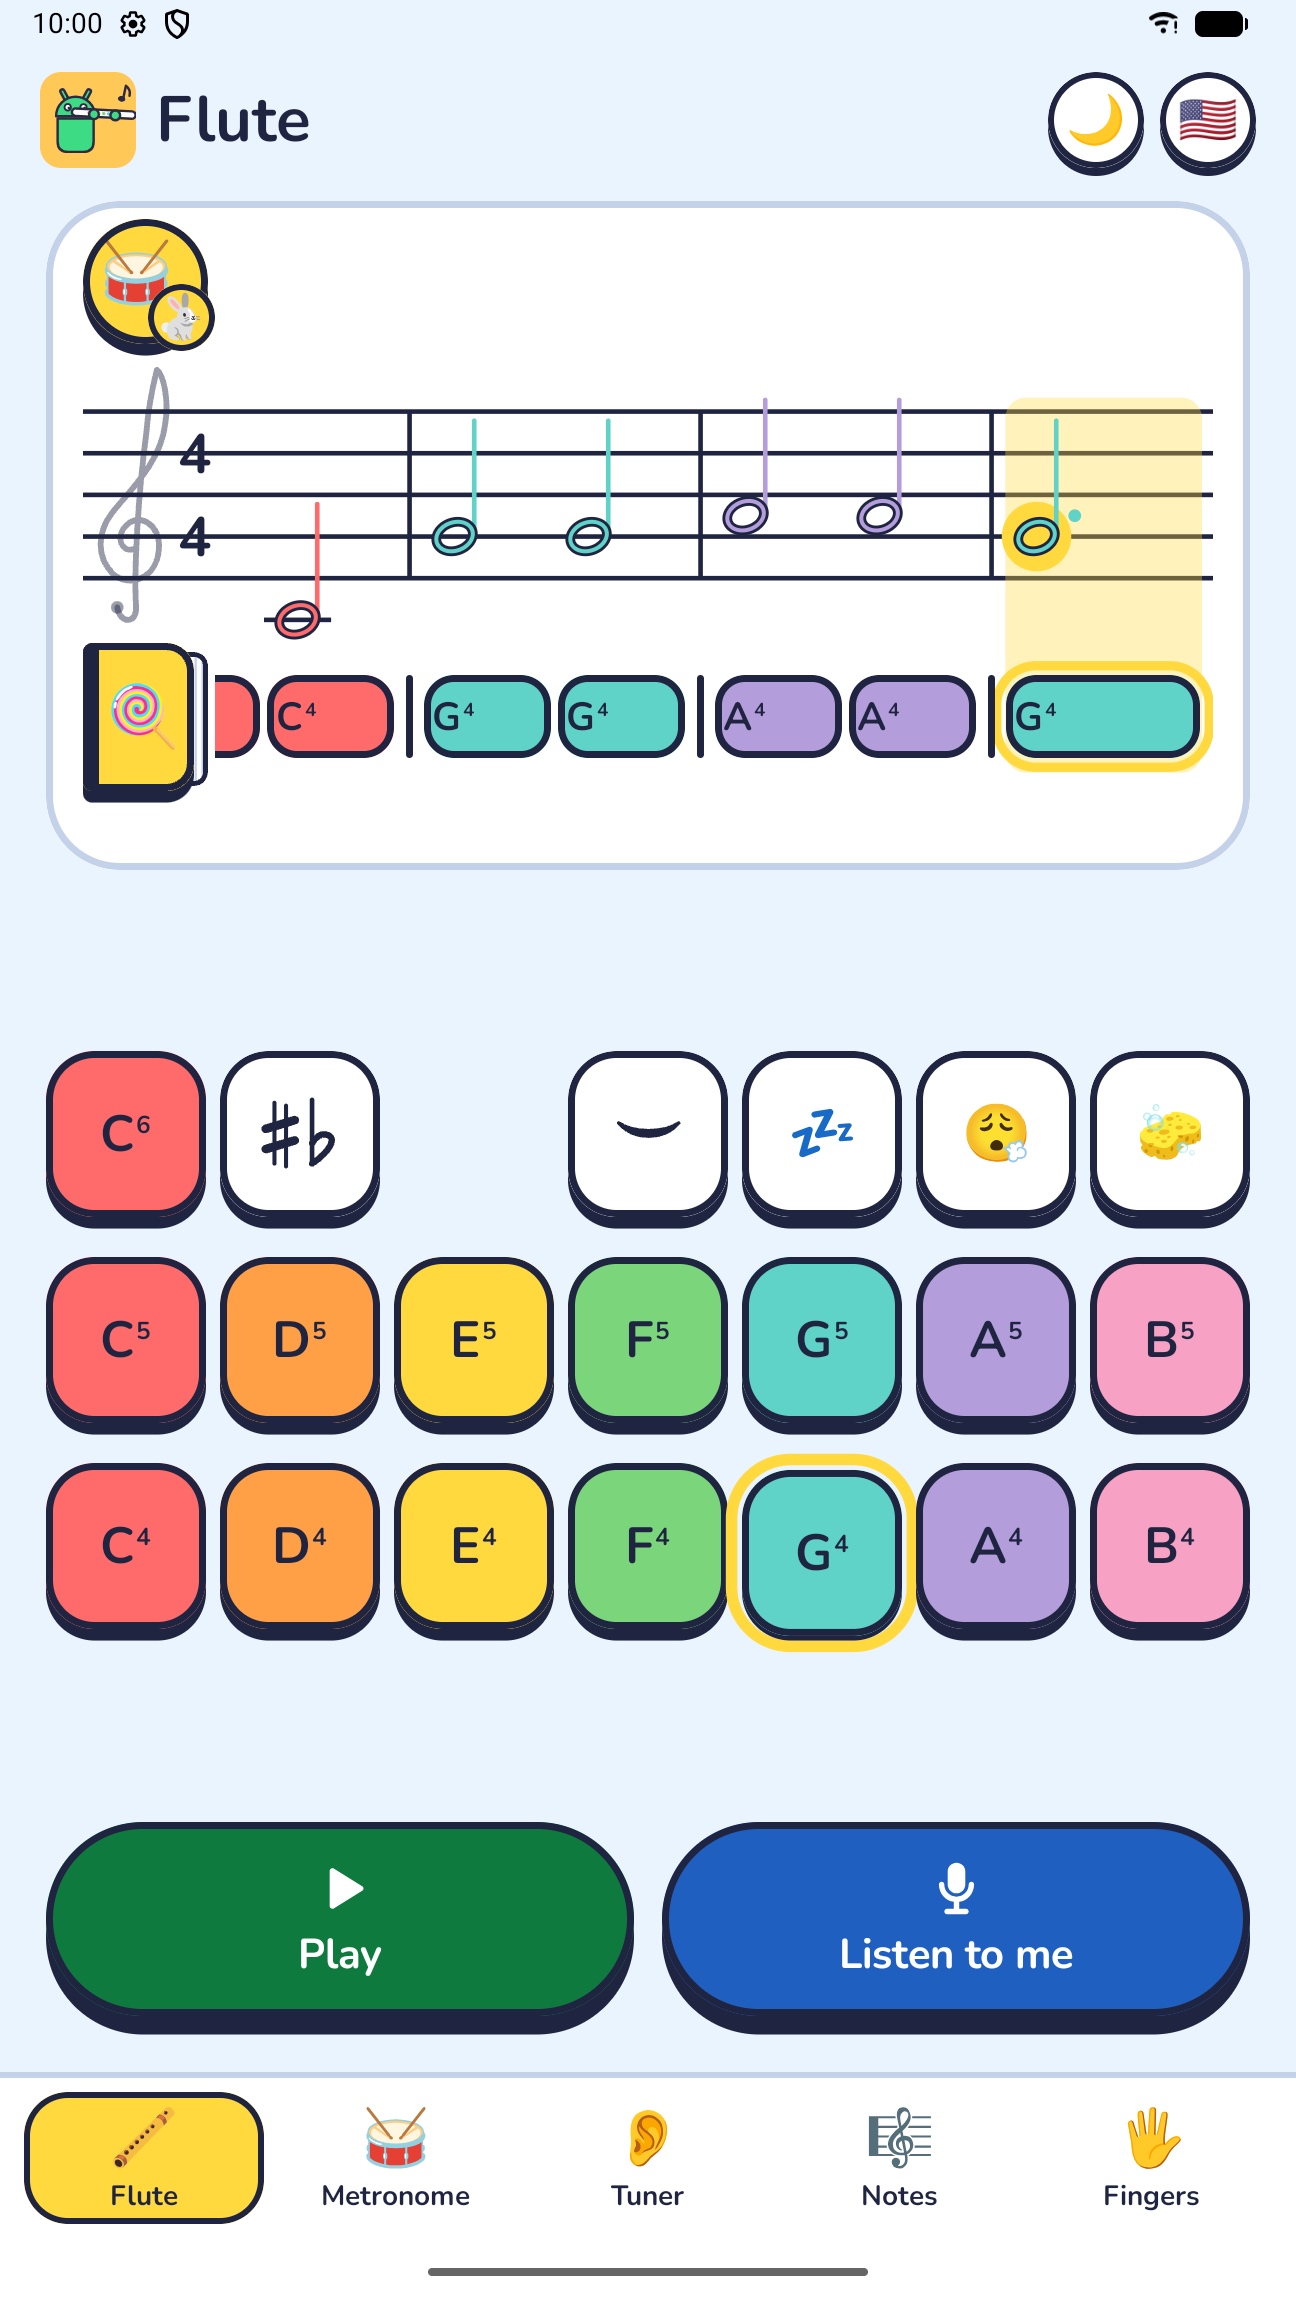 10:00
Flute
4
4
C4 G4 G4 A4 A4 G4
C6 #♭ zzz
C5 D5 E5 F5 G5 A5 B5
C4 D4 E4 F4 G4 A4 B4
Play Listen to me
Flute Metronome Tuner Notes Fingers